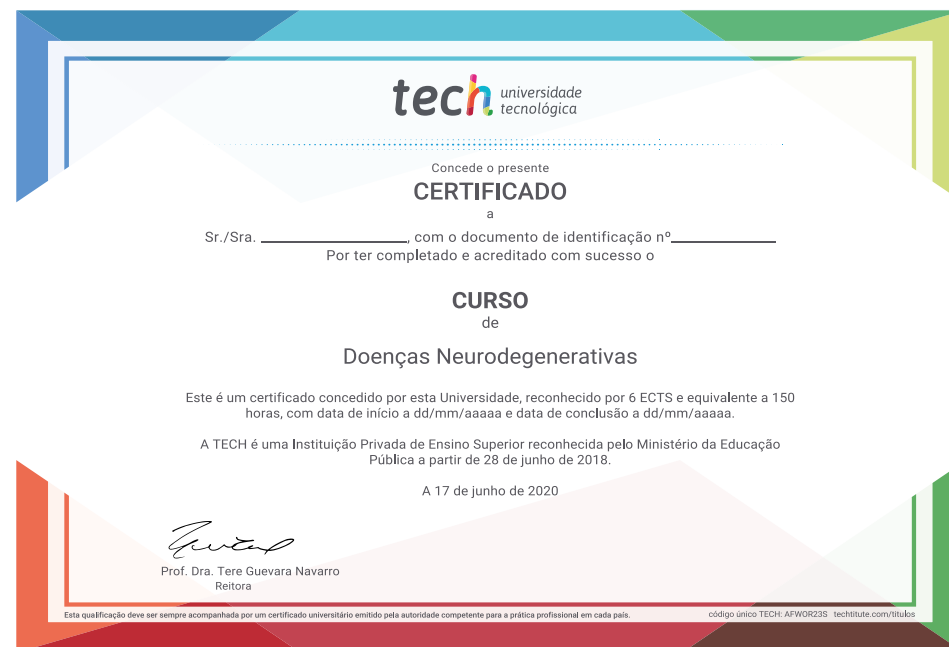 tech universidade
tecnológica
Concede o presente
CERTIFICADO
a
Sr./Sra. ____________________, com o documento de identificação nº______________
Por ter completado e acreditado com sucesso o
CURSO
de
Doenças Neurodegenerativas
Este é um certificado concedido por esta Universidade, reconhecido por 6 ECTS e equivalente a 150
horas, com data de início a dd/mm/aaaaa e data de conclusão a dd/mm/aaaaa.
A TECH é uma Instituição Privada de Ensino Superior reconhecida pelo Ministério da Educação
Pública a partir de 28 de junho de 2018.
A 17 de junho de 2020
Prof. Dra. Tere Guevara Navarro
Reitora
Esta qualificação deve ser sempre acompanhada por um certificado universitário emitido pela autoridade competente para a prática profissional em cada país.
código único TECH: AFWOR23S techtitute.com/titulos